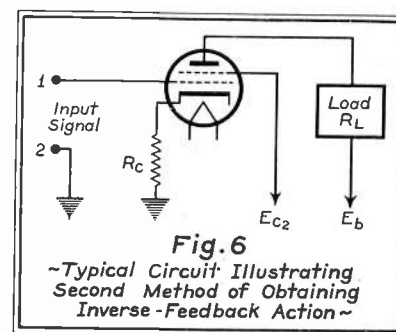 1
Input
Signal
2
Rc
Load
RL
Ec2
Eb
Fig.6
~Typical Circuit Illustrating
Second Method of Obtaining
Inverse-Feedback Action~